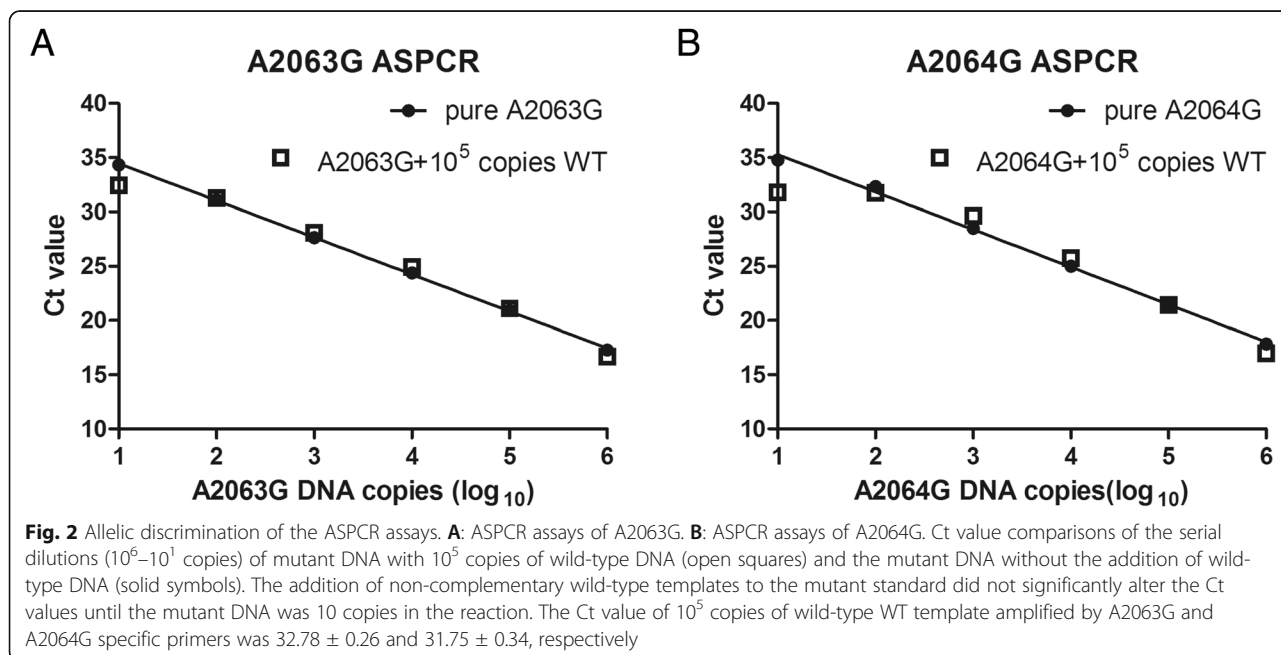 A
A2063G ASPCR
pure A2063G
A2063G+10⁵ copies WT
40
35
30
25
20
15
10
Ct value
1 2 3 4 5 6
A2063G DNA copies (log₁₀)
B
A2064G ASPCR
pure A2064G
A2064G+10⁵ copies WT
40
35
30
25
20
15
10
Ct value
1 2 3 4 5 6
A2064G DNA copies(log₁₀)
Fig. 2 Allelic discrimination of the ASPCR assays. A: ASPCR assays of A2063G. B: ASPCR assays of A2064G. Ct value comparisons of the serial
dilutions (10⁶–10¹ copies) of mutant DNA with 10⁵ copies of wild-type DNA (open squares) and the mutant DNA without the addition of wild-
type DNA (solid symbols). The addition of non-complementary wild-type templates to the mutant standard did not significantly alter the Ct
values until the mutant DNA was 10 copies in the reaction. The Ct value of 10⁵ copies of wild-type WT template amplified by A2063G and
A2064G specific primers was 32.78 ± 0.26 and 31.75 ± 0.34, respectively